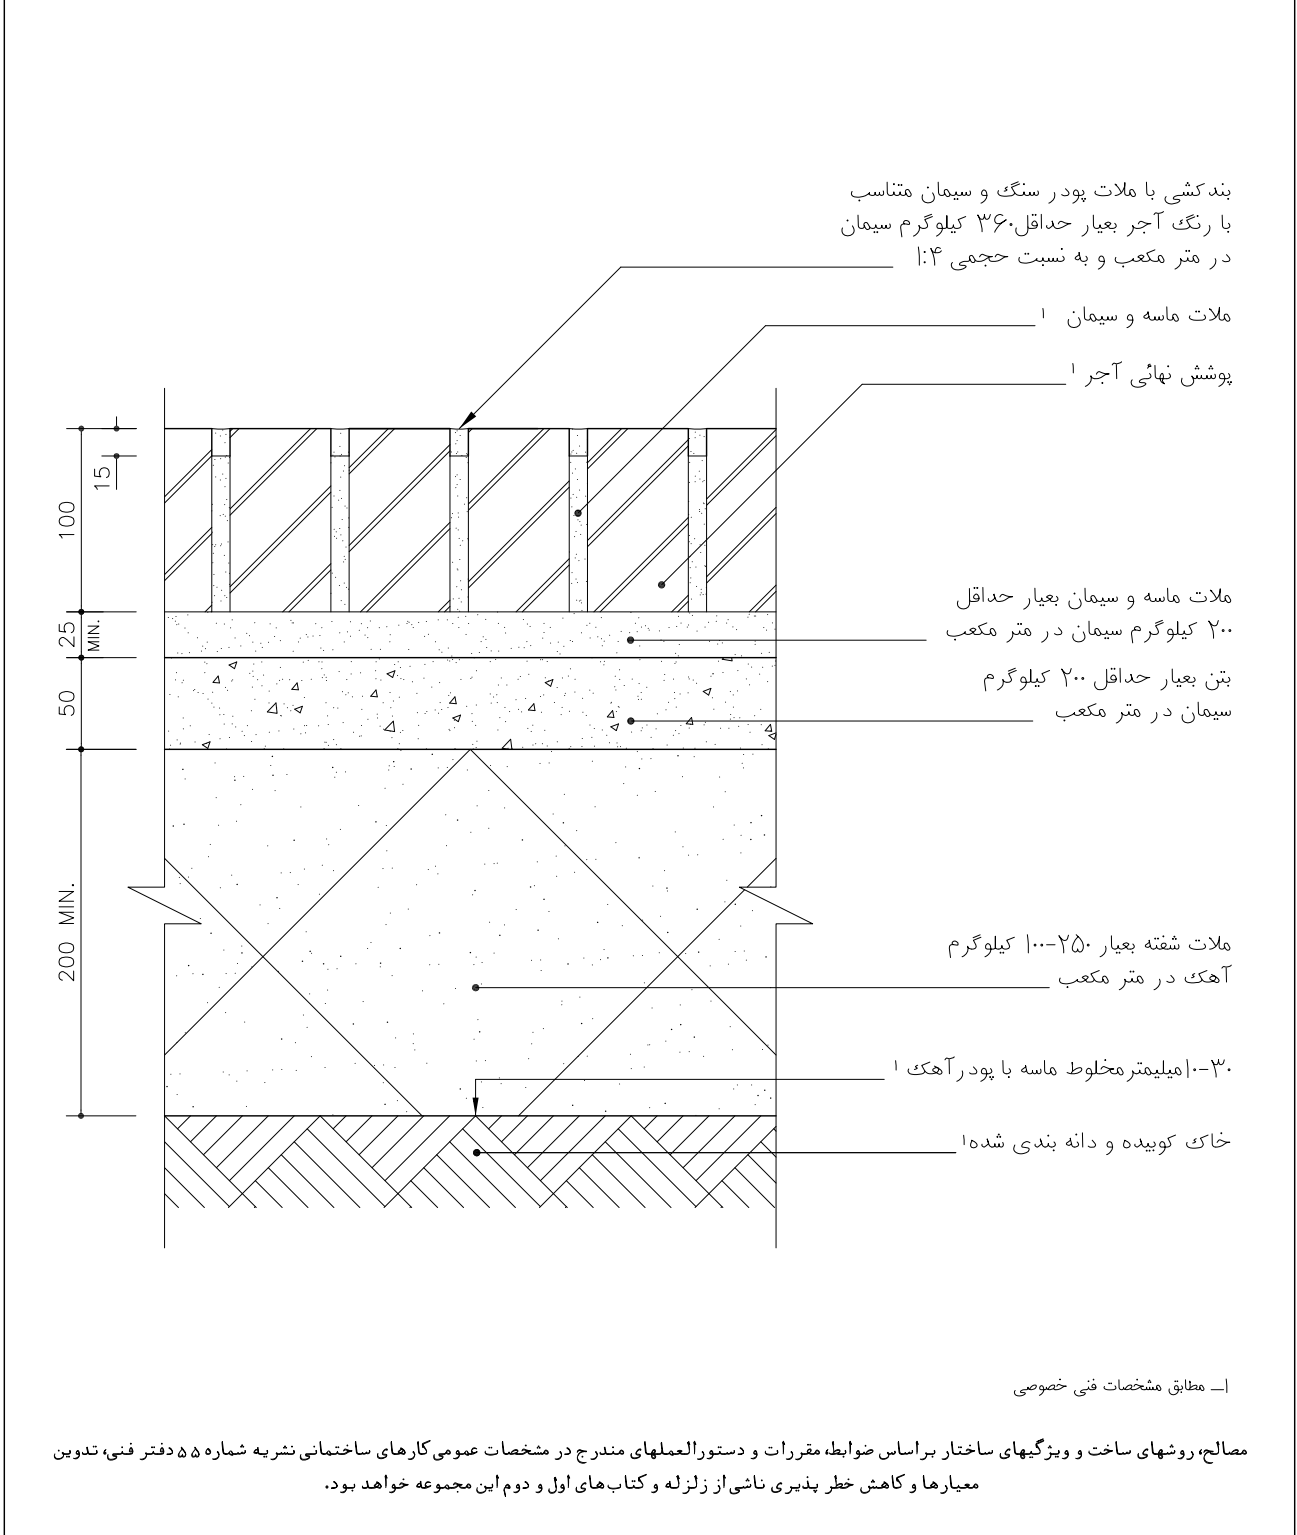 بندکشی با ملات پودر سنگ و سیمان متناسب
با رنگ آجر بعیار حداقل۳۶۰ کیلوگرم سیمان
در متر مکعب و به نسبت حجمی ۱:۴
ملات ماسه و سیمان ۱
پوشش نهائی آجر ۱
15
100
25
MIN.
50
200 MIN.
ملات ماسه و سیمان بعیار حداقل
۲۰۰ کیلوگرم سیمان در متر مکعب
بتن بعیار حداقل ۲۰۰ کیلوگرم
سیمان در متر مکعب
ملات شفته بعیار ۲۵۰-۱۰۰ کیلوگرم
آهک در متر مکعب
۳۰-۱۰میلیمترمخلوط ماسه با پودرآهک ۱
خاک کوبیده و دانه بندی شده۱
۱ـ مطابق مشخصات فنی خصوصی
مصالح، روشهای ساخت و ویژگیهای ساختار براساس ضوابط، مقررات و دستورالعملهای مندرج در مشخصات عمومی کارهای ساختمانی نشریه شماره ۵۵ دفتر فنی، تدوین
معیارها و کاهش خطر پذیری ناشی از زلزله و کتاب‌های اول و دوم این مجموعه خواهد بود.